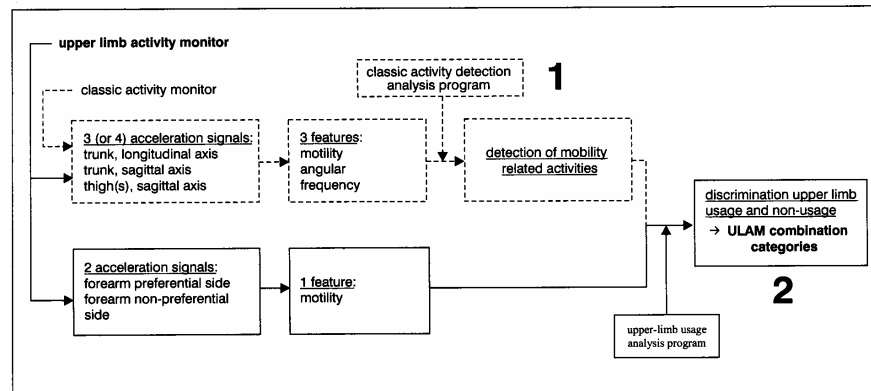 upper limb activity monitor
classic activity monitor
classic activity detection
analysis program
1
3 (or 4) acceleration signals:
trunk, longitudinal axis
trunk, sagittal axis
thigh(s), sagittal axis
3 features:
motility
angular
frequency
detection of mobility
related activities
discrimination upper limb
usage and non-usage
→ ULAM combination
categories
2
2 acceleration signals:
forearm preferential side
forearm non-preferential
side
1 feature:
motility
upper-limb usage
analysis program